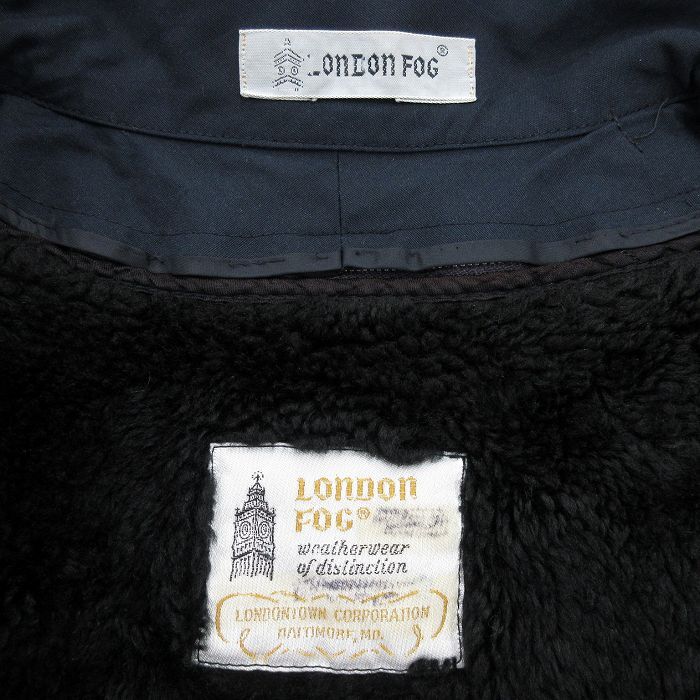 LONDON FOG®
LONDON
FOG®
weatherwear
of distinction
LONDONTOWN CORPORATION
BALTIMORE, MD.